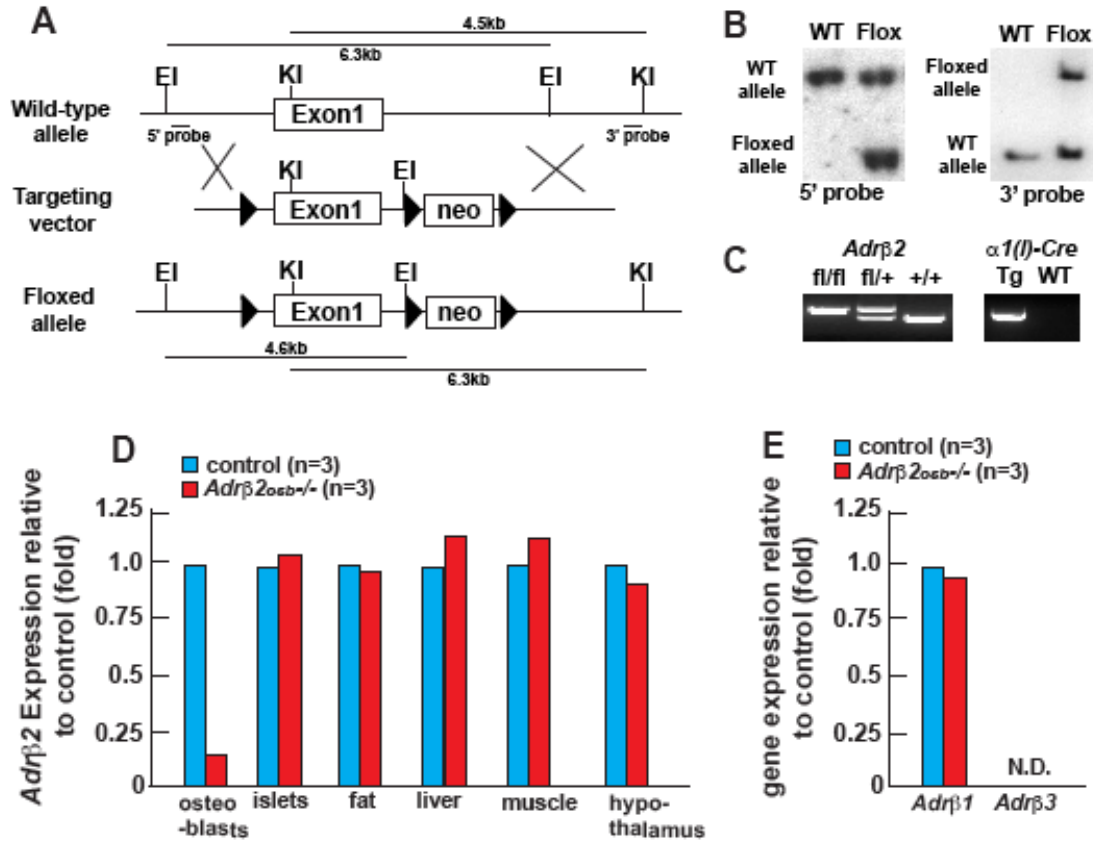 A
4.5kb
6.3kb
EI KI EI KI
Wild-type
allele
Exon1
5' probe 3' probe
KI EI
Targeting
vector
Exon1 neo
EI KI EI KI
Floxed
allele
Exon1 neo
4.6kb
6.3kb
B
WT Flox
WT
allele
Floxed
allele
5' probe
WT Flox
Floxed
allele
WT
allele
3' probe
C
Adrβ2
fl/fl fl/+ +/+
α1(I)-Cre
Tg WT
D
control (n=3)
Adrβ2osb-/- (n=3)
Adrβ2 Expression relative
to control (fold)
1.25
1.0
0.75
0.5
0.25
0
osteo
-blasts
islets
fat
liver
muscle
hypo-
thalamus
E
control (n=3)
Adrβ2osb-/- (n=3)
gene expression relative
to control (fold)
1.25
1.0
0.75
0.5
0.25
0
N.D.
Adrβ1 Adrβ3